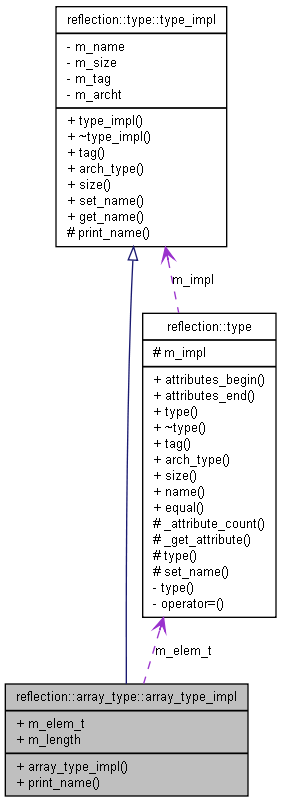 reflection::type::type_impl
- m_name
- m_size
- m_tag
- m_archt
+ type_impl()
+ ~type_impl()
+ tag()
+ arch_type()
+ size()
+ set_name()
+ get_name()
# print_name()
m_impl
reflection::type
# m_impl
+ attributes_begin()
+ attributes_end()
+ type()
+ ~type()
+ tag()
+ arch_type()
+ size()
+ name()
+ equal()
# _attribute_count()
# _get_attribute()
# type()
# set_name()
- type()
- operator=()
m_elem_t
reflection::array_type::array_type_impl
+ m_elem_t
+ m_length
+ array_type_impl()
+ print_name()